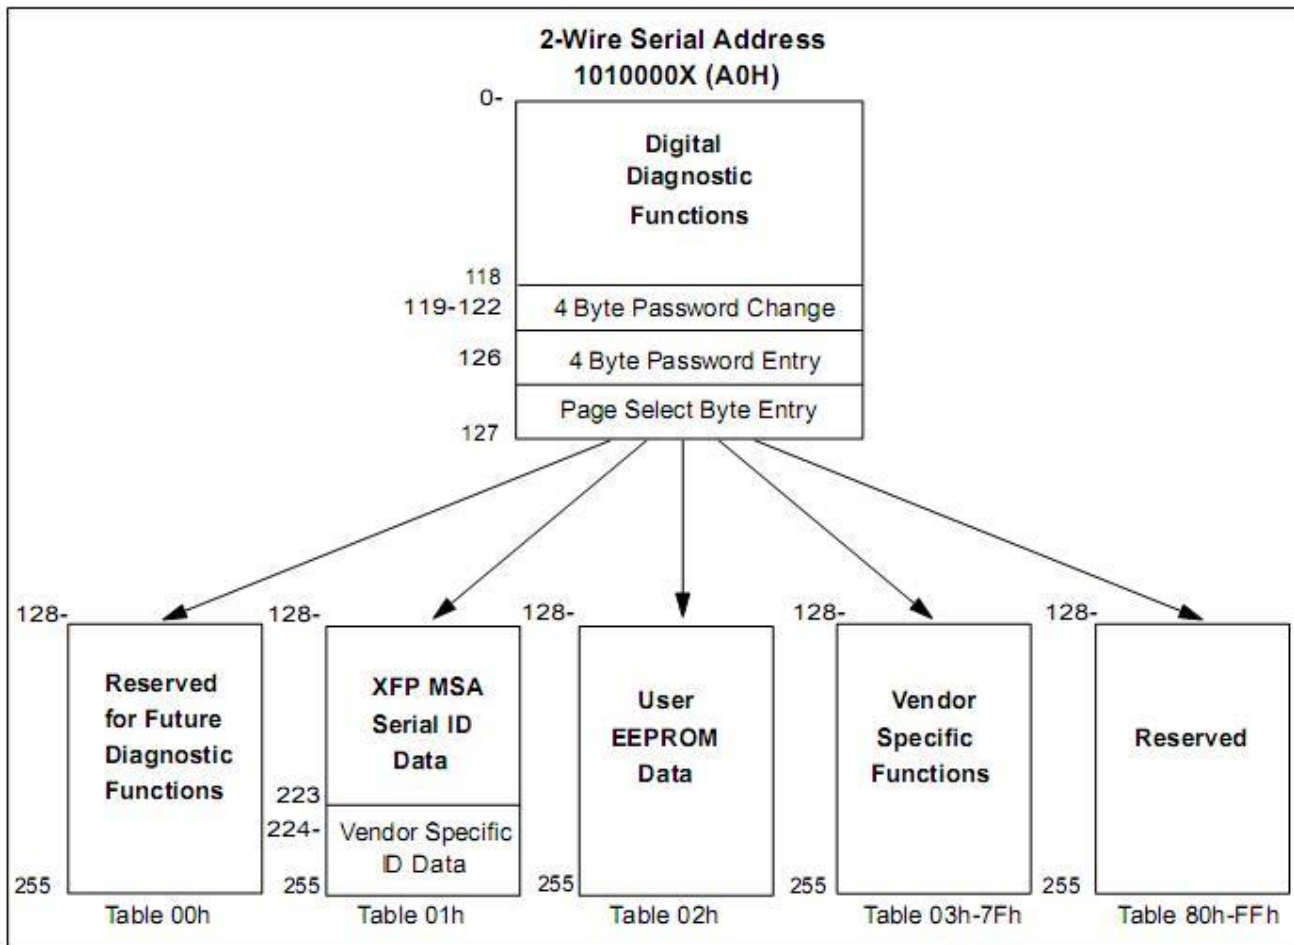 2-Wire Serial Address
1010000X (A0H)
0-
Digital
Diagnostic
Functions
118
119-122
4 Byte Password Change
126
4 Byte Password Entry
Page Select Byte Entry
127
128-
Reserved
for Future
Diagnostic
Functions
255
Table 00h
128-
XFP MSA
Serial ID
Data
223
224-
Vendor Specific
ID Data
255
Table 01h
128-
User
EEPROM
Data
255
Table 02h
128-
Vendor
Specific
Functions
255
Table 03h-7Fh
128-
Reserved
255
Table 80h-FFh